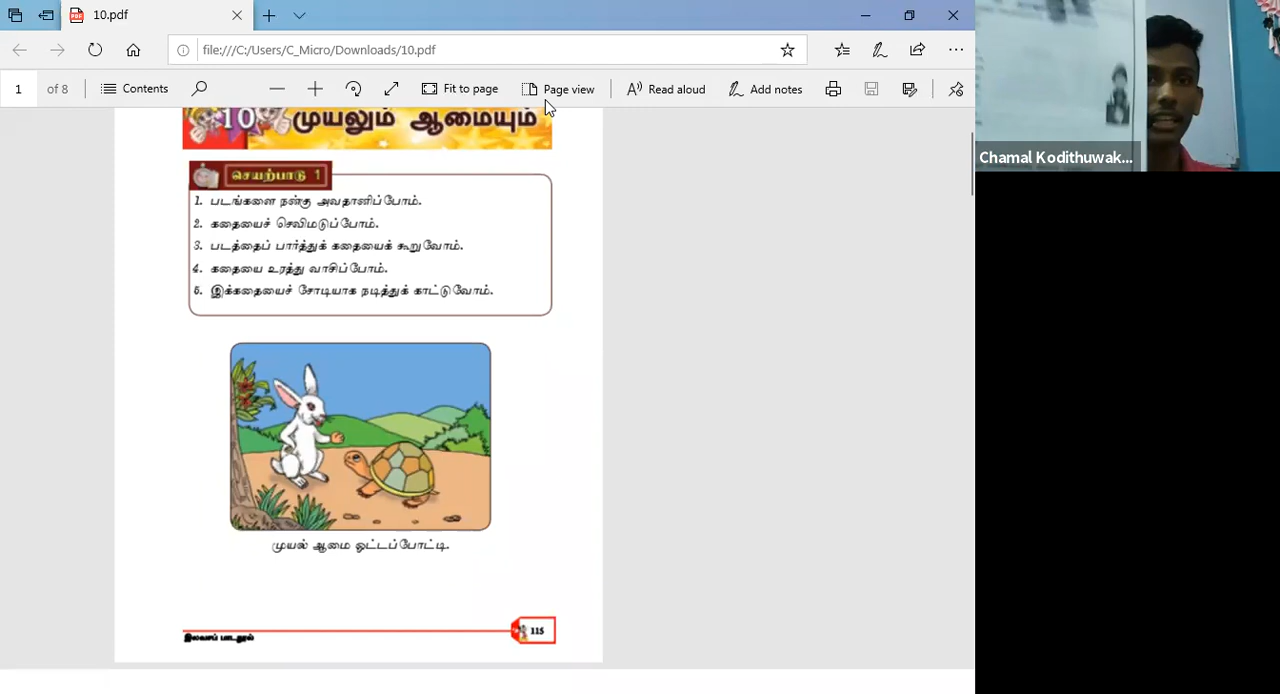 10.pdf
file:///C:/Users/C_Micro/Downloads/10.pdf
1 of 8 Contents Fit to page Page view Read aloud Add notes
Chamal Kodithuwak...
10 முயலும் ஆமையும்
செயற்பாடு 1
1. படங்களை நன்கு அவதானிப்போம்.
2. கதையைச் செவிமடுப்போம்.
3. படத்தைப் பார்த்துக் கதையைக் கூறுவோம்.
4. கதையை உரத்து வாசிப்போம்.
5. இக்கதையைச் சோடியாக நடித்துக் காட்டுவோம்.
முயல் ஆமை ஓட்டப்போட்டி.
இலவசப் பாடநூல்
115